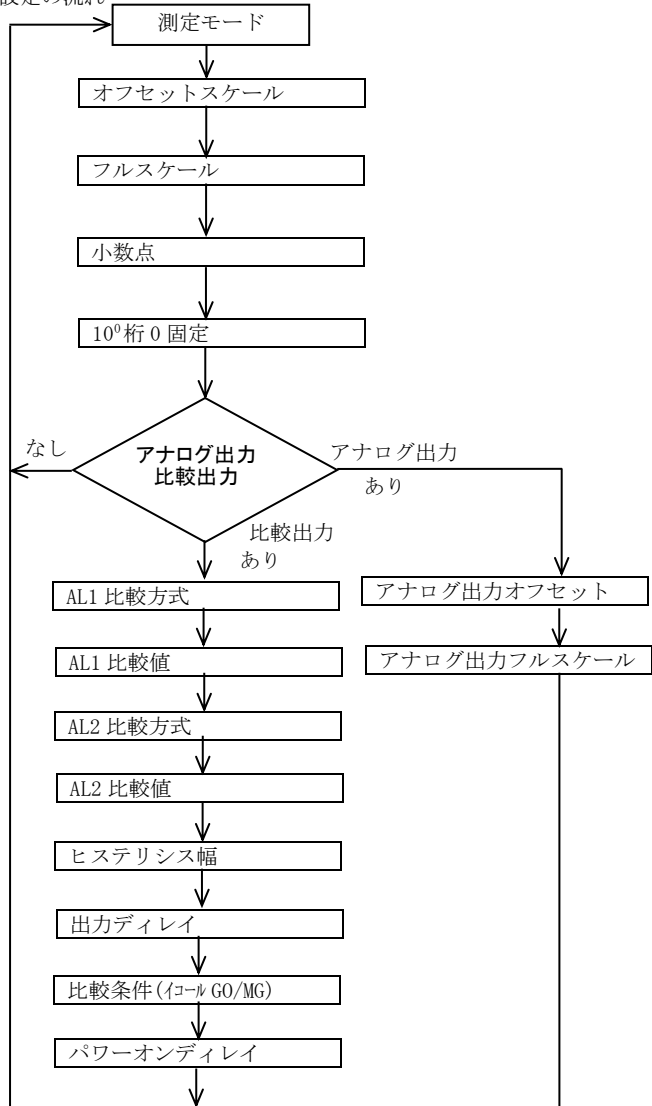 設定の流れ
測定モード
オフセットスケール
フルスケール
小数点
10⁰桁0固定
なし
アナログ出力
比較出力
アナログ出力
あり
比較出力
あり
AL1比較方式
AL1比較値
AL2比較方式
AL2比較値
ヒステリシス幅
出力ディレイ
比較条件(ｲｺｰﾙ GO/MG)
パワーオンディレイ
アナログ出力オフセット
アナログ出力フルスケール